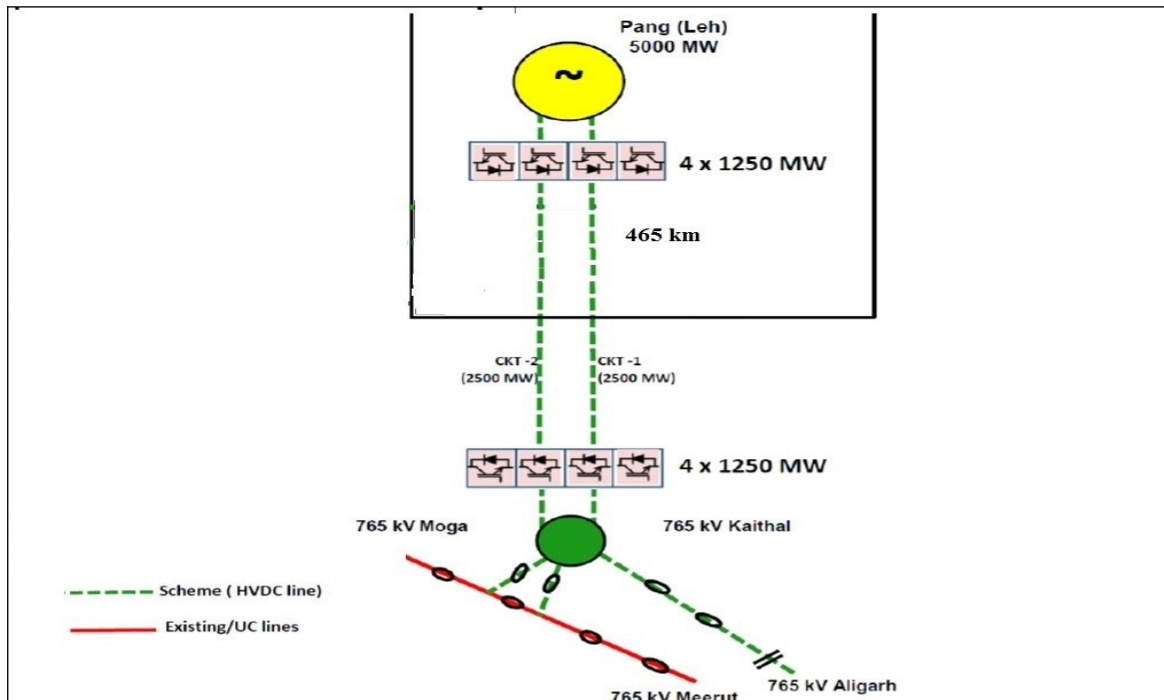 Pang (Leh)
5000 MW
~
4 x 1250 MW
465 km
CKT -2
(2500 MW)
CKT -1
(2500 MW)
4 x 1250 MW
765 kV Moga
765 kV Kaithal
Scheme ( HVDC line)
Existing/UC lines
765 kV Meerut
765 kV Aligarh